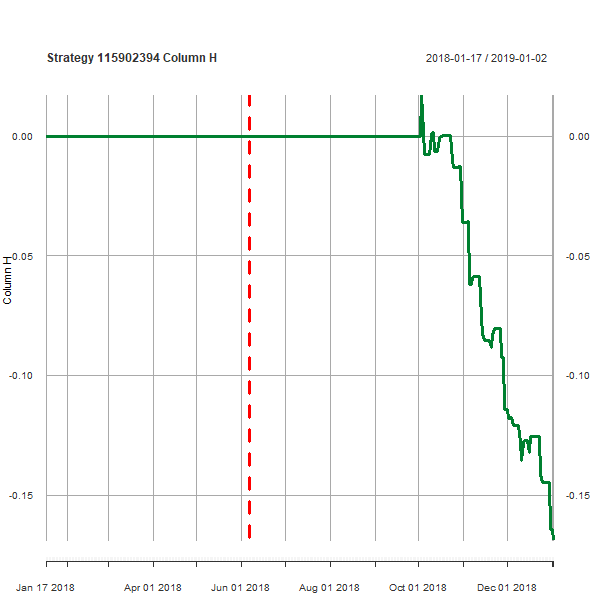 Strategy 115902394 Column H
2018-01-17 / 2019-01-02
0.00 0.00
-0.05 -0.05
Column H
-0.10 -0.10
-0.15 -0.15
Jan 17 2018 Apr 01 2018 Jun 01 2018 Aug 01 2018 Oct 01 2018 Dec 01 2018